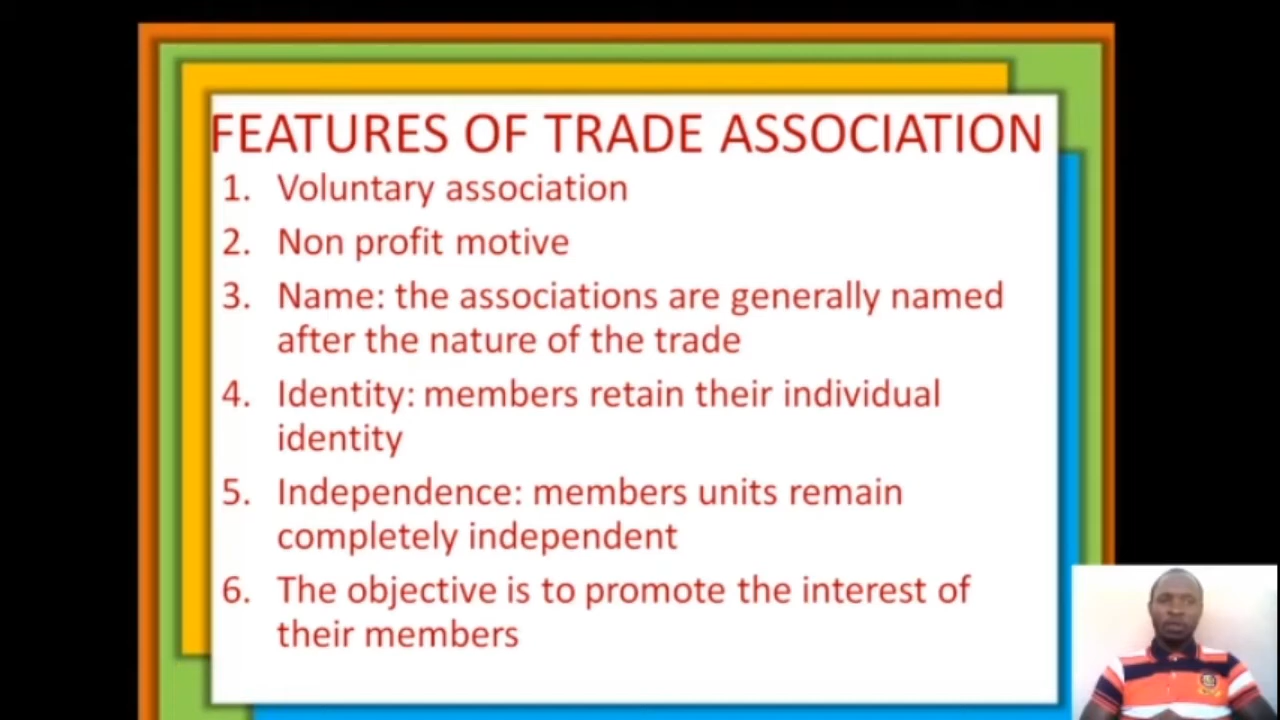 FEATURES OF TRADE ASSOCIATION
1. Voluntary association
2. Non profit motive
3. Name: the associations are generally named
after the nature of the trade
4. Identity: members retain their individual
identity
5. Independence: members units remain
completely independent
6. The objective is to promote the interest of
their members